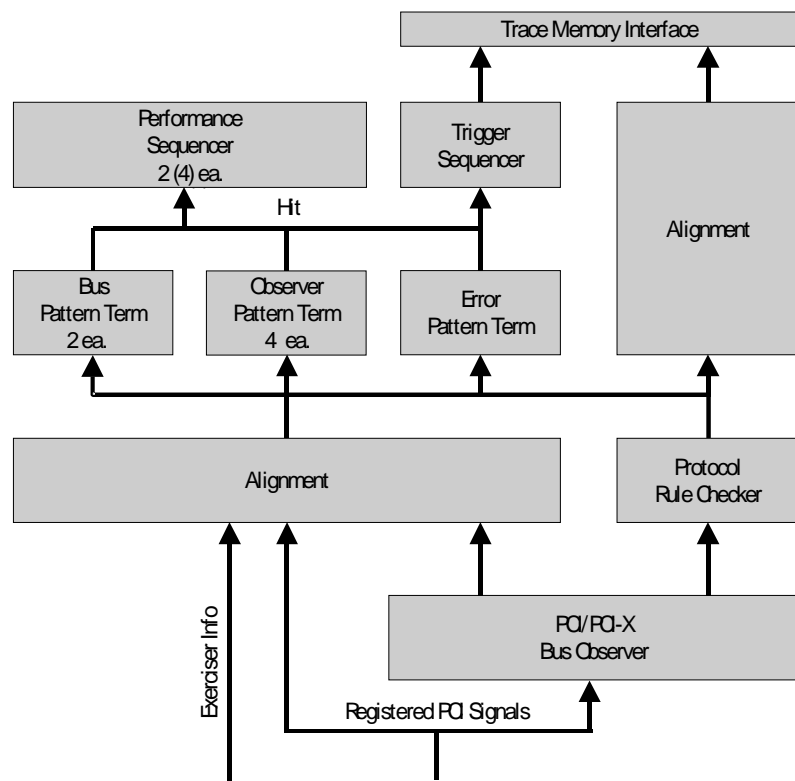 Trace Memory Interface
Performance
Sequencer
2 (4) ea.
Trigger
Sequencer
Alignment
Hit
Bus
Pattern Term
2 ea.
Observer
Pattern Term
4 ea.
Error
Pattern Term
Alignment
Protocol
Rule Checker
PCI/PCI-X
Bus Observer
Exerciser Info
Registered PCI Signals